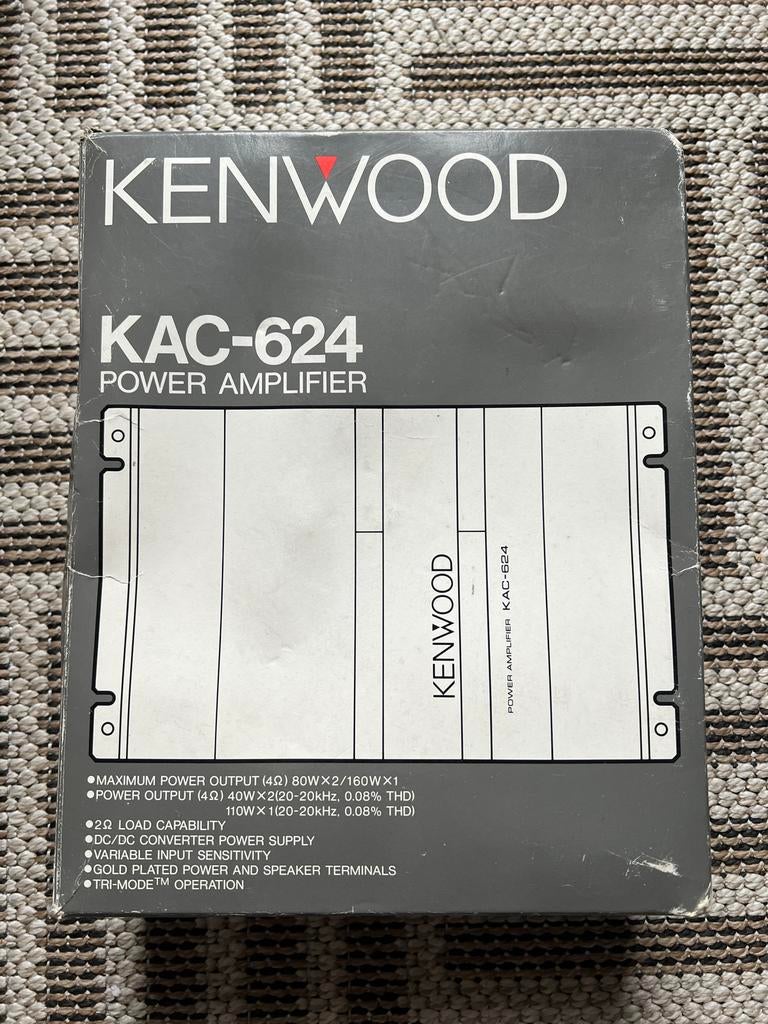 KENWOOD
KAC-624
POWER AMPLIFIER
KENWOOD
POWER AMPLIFIER KAC-624
●MAXIMUM POWER OUTPUT (4Ω) 80W×2/160W×1
●POWER OUTPUT (4Ω) 40W×2(20-20kHz, 0.08% THD)
110W×1(20-20kHz, 0.08% THD)
●2Ω LOAD CAPABILITY
●DC/DC CONVERTER POWER SUPPLY
●VARIABLE INPUT SENSITIVITY
●GOLD PLATED POWER AND SPEAKER TERMINALS
●TRI-MODE™ OPERATION